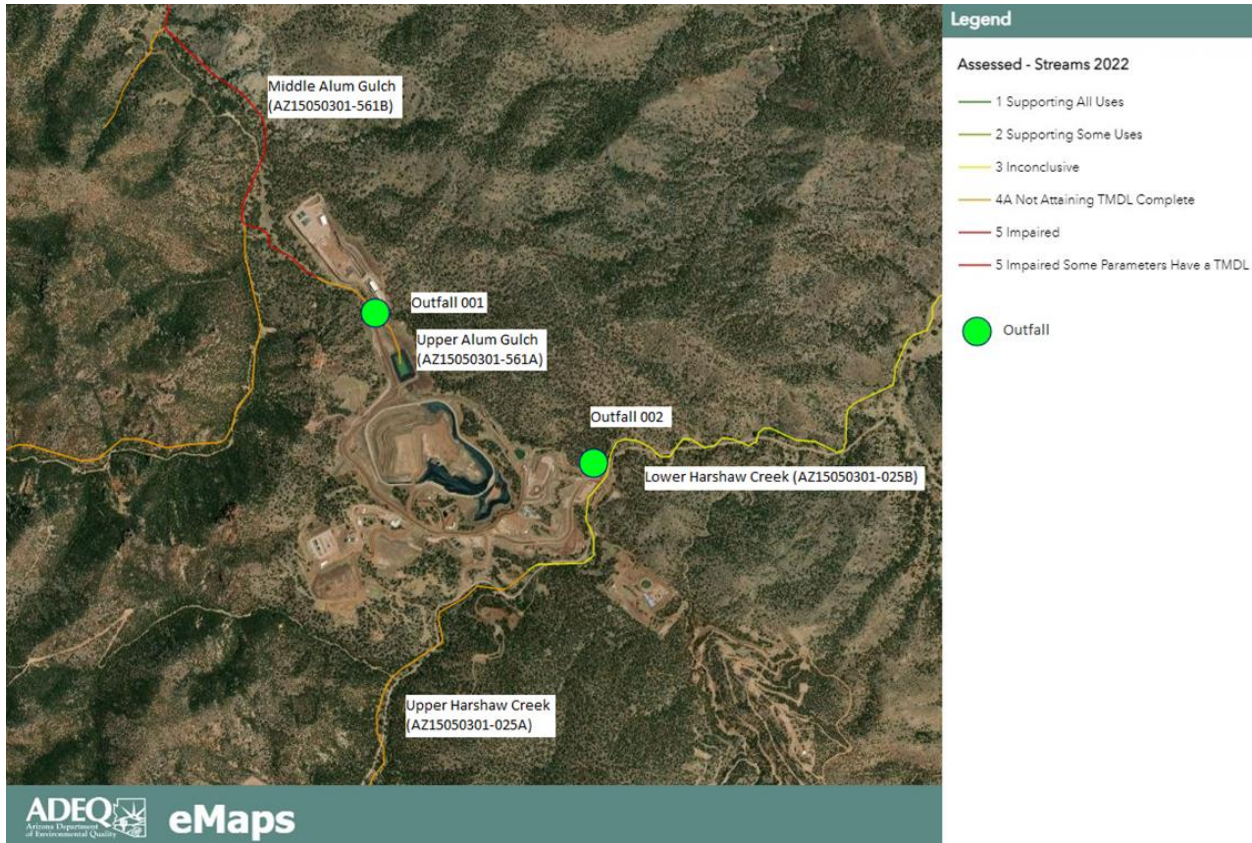 Middle Alum Gulch
(AZ15050301-561B)
Outfall 001
Upper Alum Gulch
(AZ15050301-561A)
Outfall 002
Lower Harshaw Creek (AZ15050301-025B)
Upper Harshaw Creek
(AZ15050301-025A)
Legend
Assessed - Streams 2022
1 Supporting All Uses
2 Supporting Some Uses
3 Inconclusive
4A Not Attaining TMDL Complete
5 Impaired
5 Impaired Some Parameters Have a TMDL
Outfall
ADEQ
Arizona Department
of Environmental Quality
eMaps